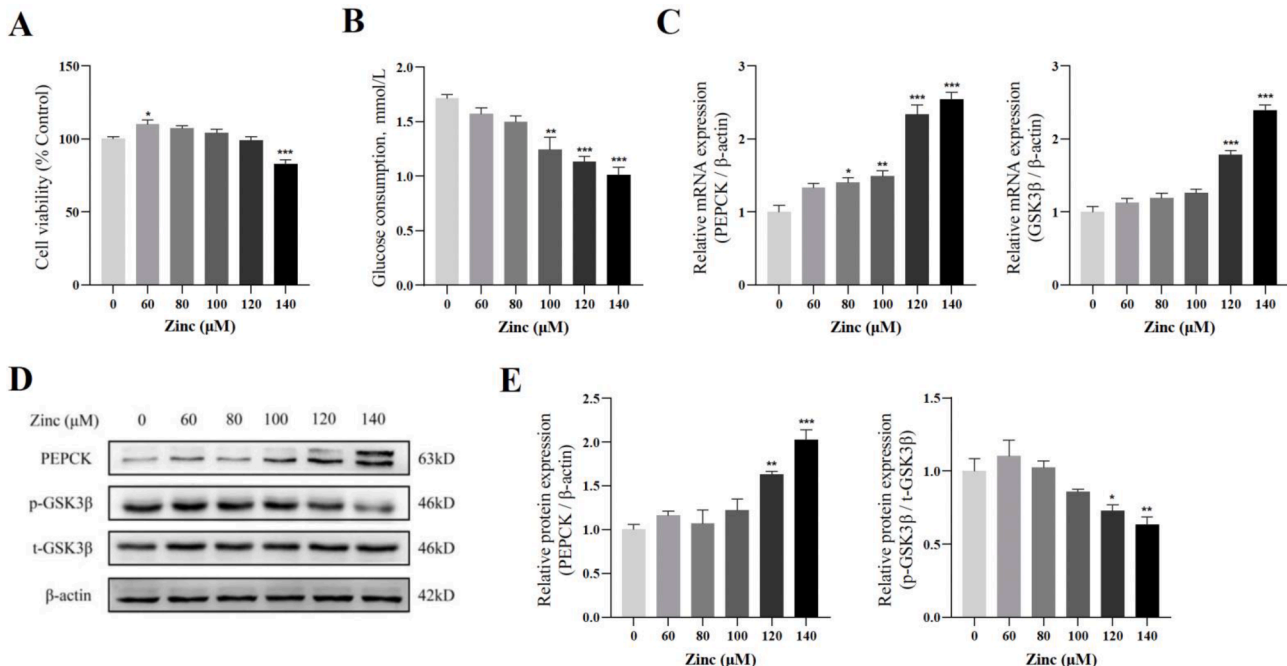 A
Cell viability (% Control)
150
100
50
0
*
***
0 60 80 100 120 140
Zinc (μM)
B
Glucose consumption, mmol/L
2.0
1.5
1.0
0.5
0.0
**
***
***
0 60 80 100 120 140
Zinc (μM)
C
Relative mRNA expression
(PEPCK / β-actin)
3
2
1
0
*
**
***
***
0 60 80 100 120 140
Zinc (μM)
Relative mRNA expression
(GSK3β / β-actin)
3
2
1
0
***
***
0 60 80 100 120 140
Zinc (μM)
D
Zinc (μM) 0 60 80 100 120 140
PEPCK 63kD
p-GSK3β 46kD
t-GSK3β 46kD
β-actin 42kD
E
Relative protein expression
(PEPCK / β-actin)
2.5
2.0
1.5
1.0
0.5
0.0
**
***
0 60 80 100 120 140
Zinc (μM)
Relative protein expression
(p-GSK3β / t-GSK3β)
1.5
1.0
0.5
0.0
*
**
0 60 80 100 120 140
Zinc (μM)